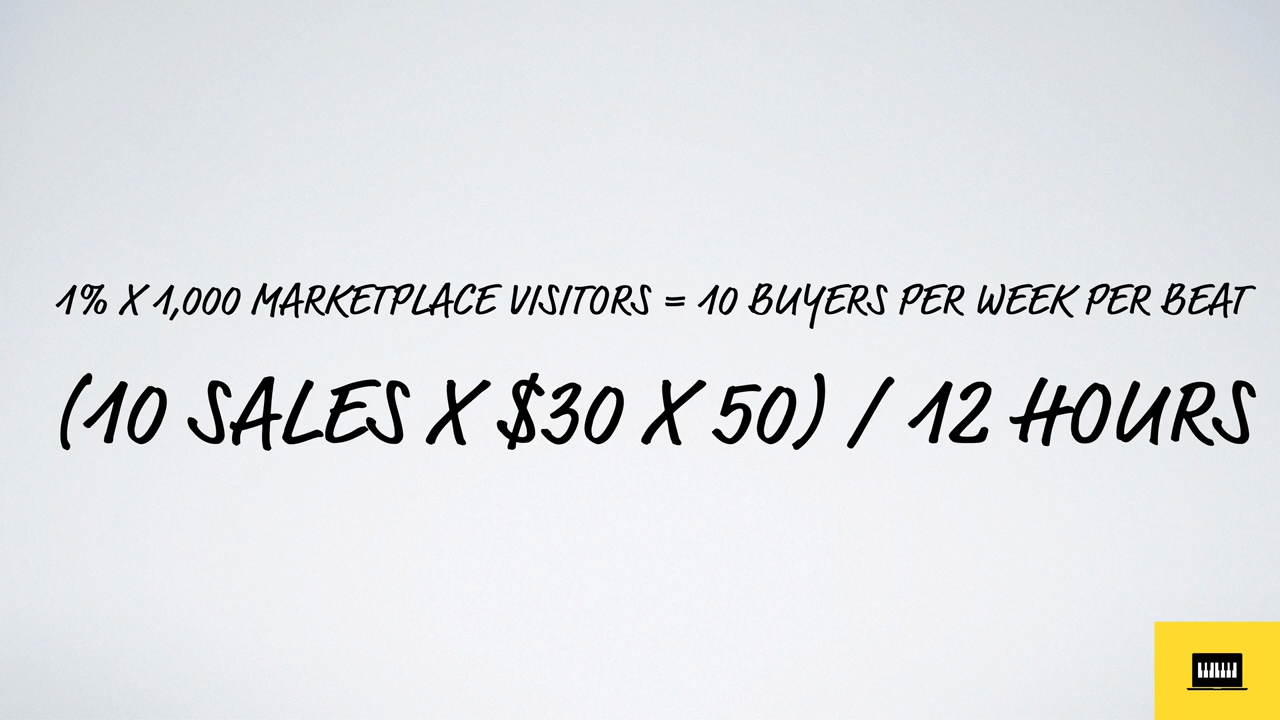 1% X 1,000 MARKETPLACE VISITORS = 10 BUYERS PER WEEK PER BEAT
(10 SALES X $30 X 50) / 12 HOURS